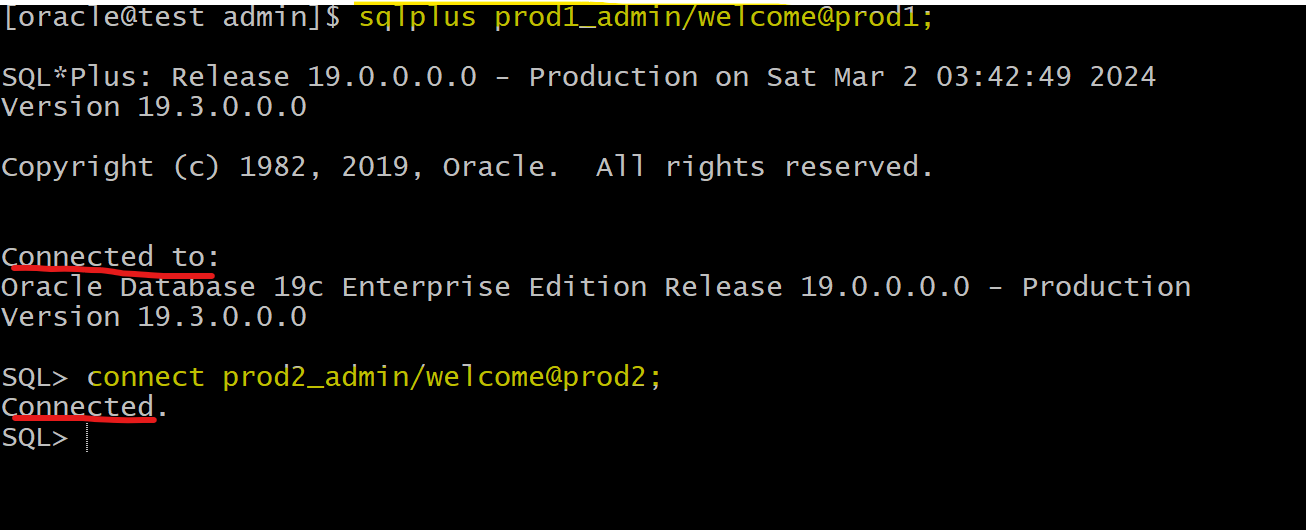 [oracle@test admin]$ sqlplus prod1_admin/welcome@prod1;
SQL*Plus: Release 19.0.0.0.0 - Production on Sat Mar 2 03:42:49 2024
Version 19.3.0.0.0
Copyright (c) 1982, 2019, Oracle.  All rights reserved.
Connected to:
Oracle Database 19c Enterprise Edition Release 19.0.0.0.0 - Production
Version 19.3.0.0.0
SQL> connect prod2_admin/welcome@prod2;
Connected.
SQL>